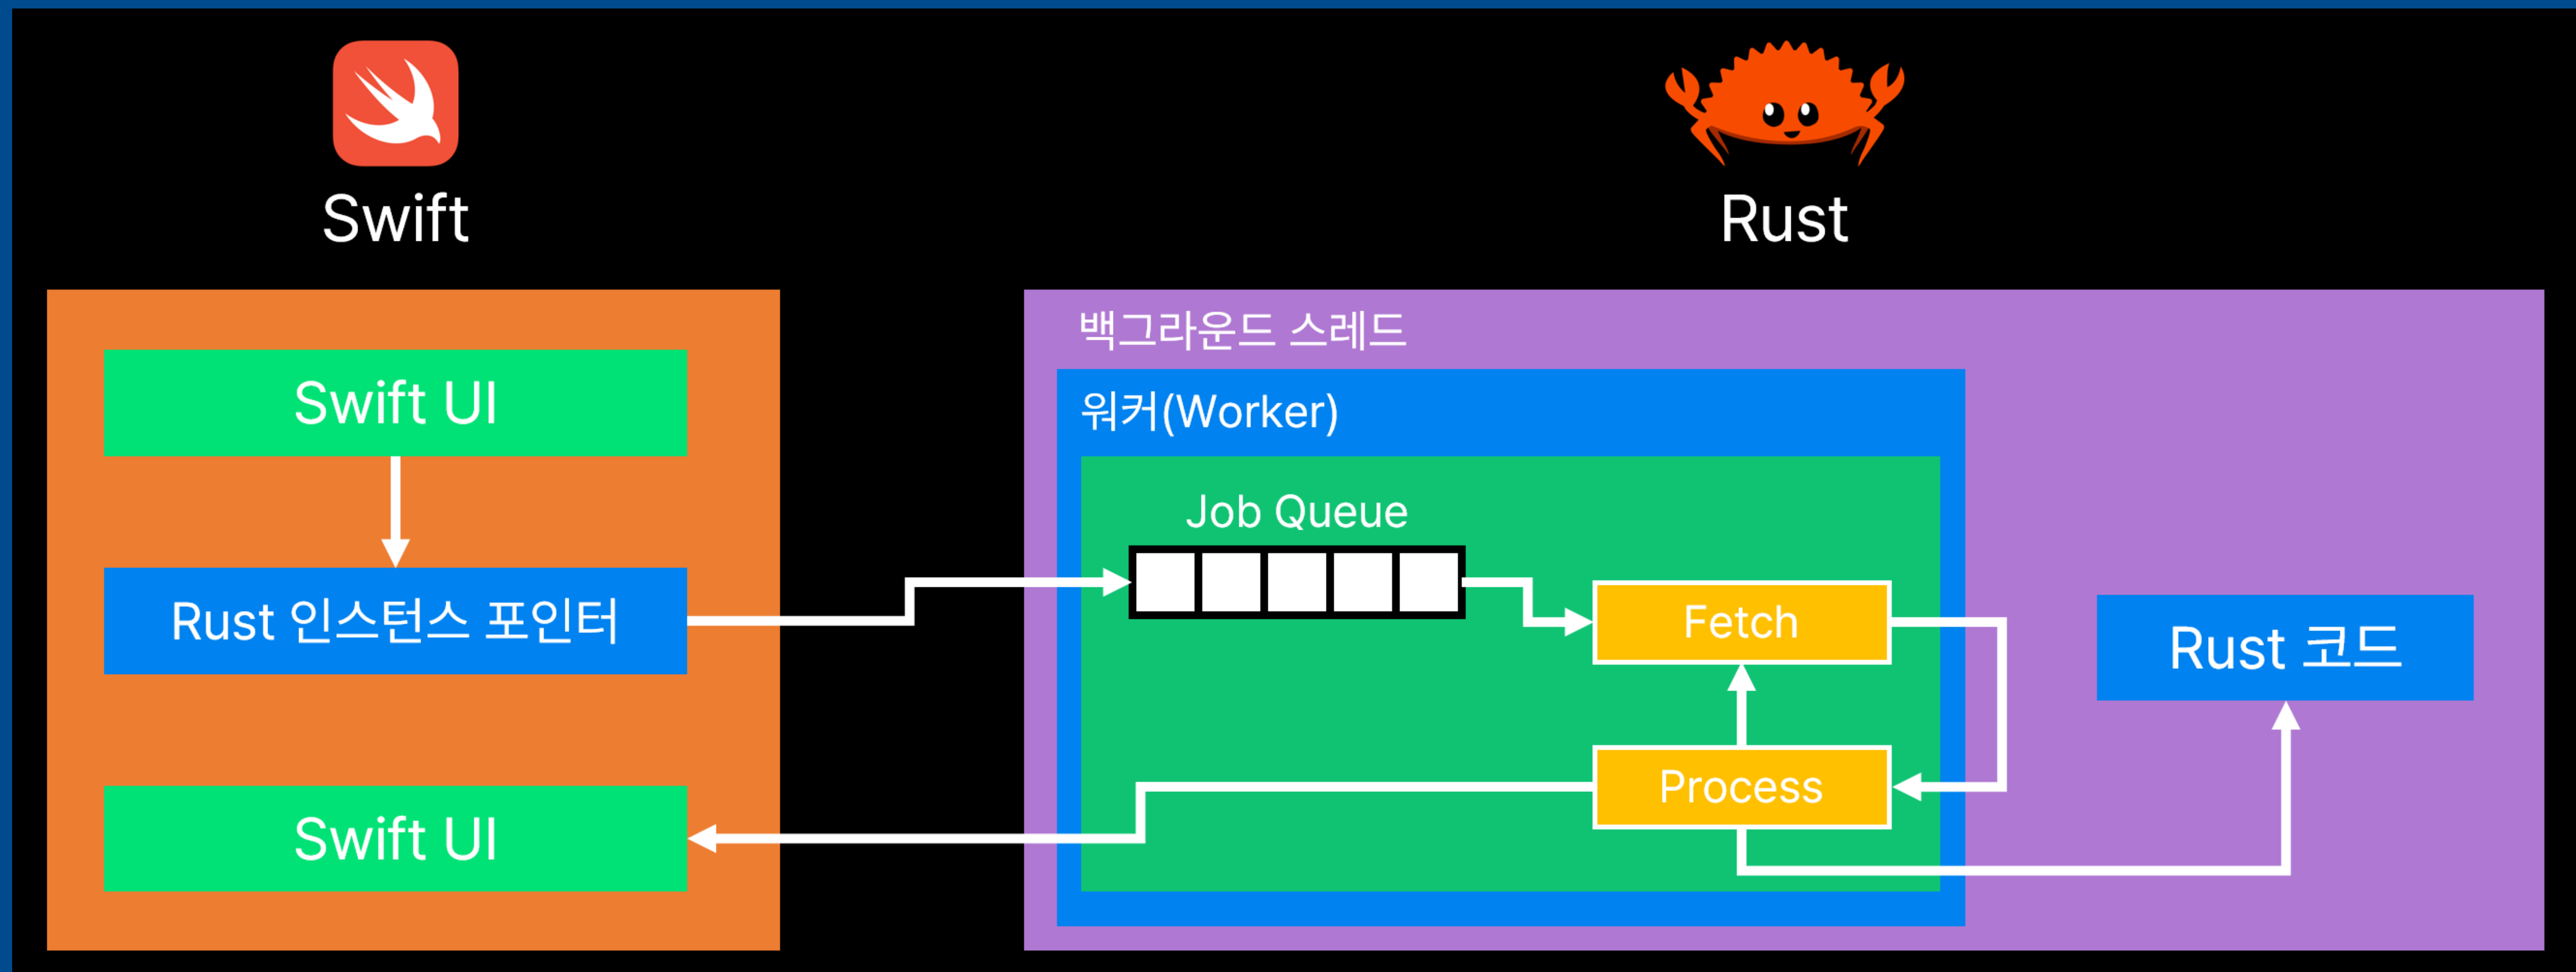 Swift
Rust
Swift UI
Rust 인스턴스 포인터
Swift UI
백그라운드 스레드
워커(Worker)
Job Queue
Fetch
Process
Rust 코드